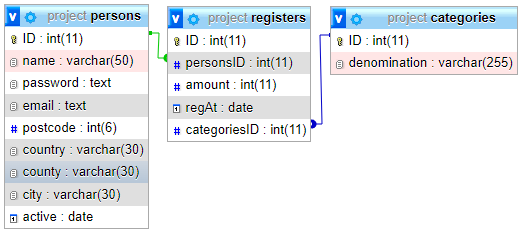 project persons
ID : int(11)
name : varchar(50)
password : text
email : text
postcode : int(6)
country : varchar(30)
county : varchar(30)
city : varchar(30)
active : date
project registers
ID : int(11)
personsID : int(11)
amount : int(11)
regAt : date
categoriesID : int(11)
project categories
ID : int(11)
denomination : varchar(255)